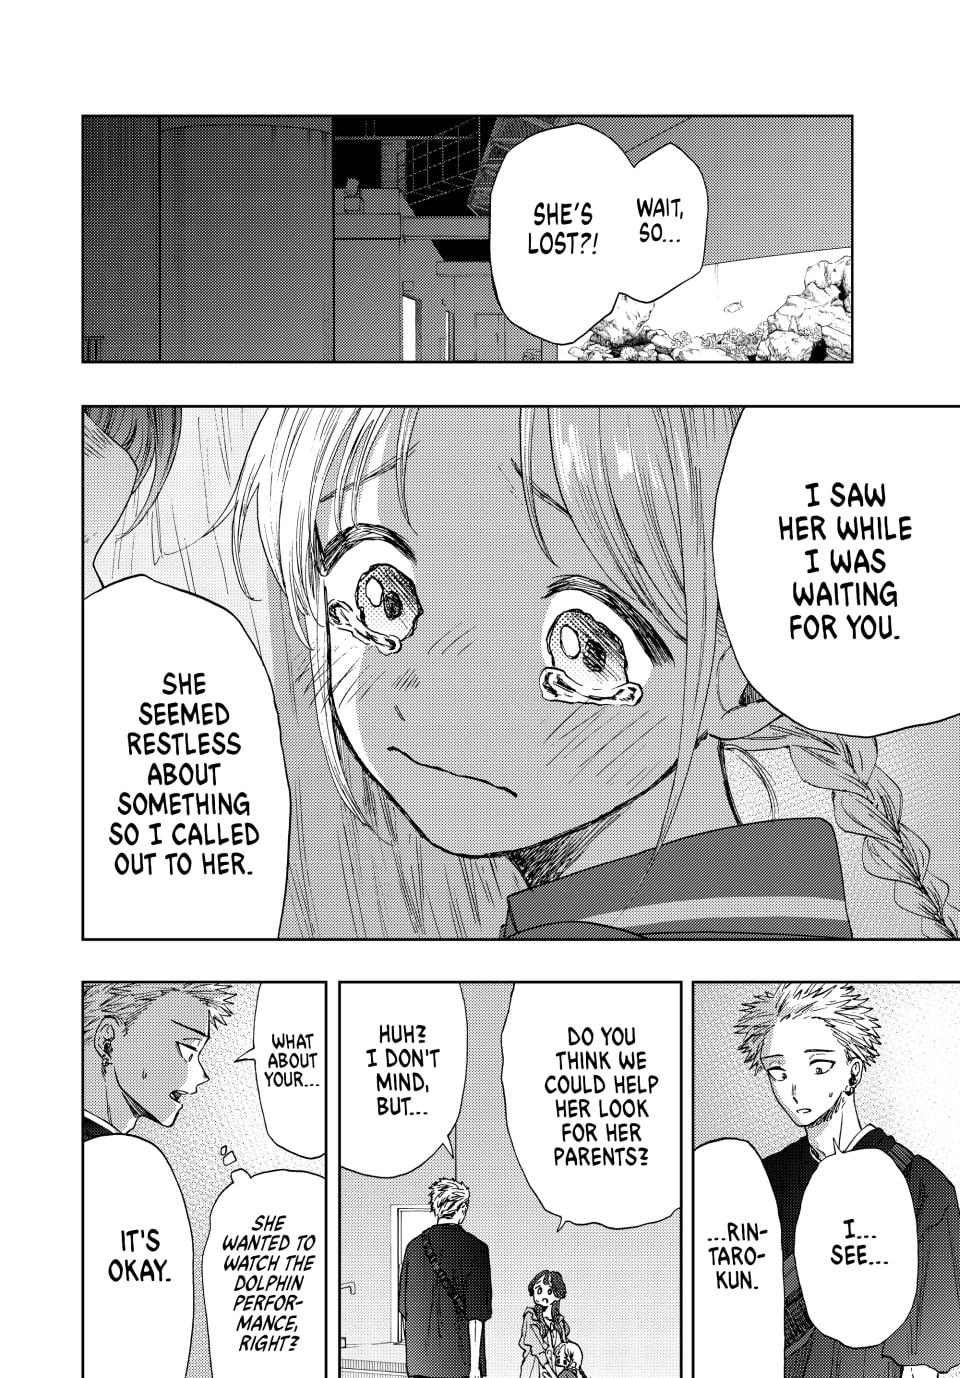 WAIT,
SO...
SHE'S
LOST?!
I SAW
HER WHILE
I WAS
WAITING
FOR YOU.
SHE
SEEMED
RESTLESS
ABOUT
SOMETHING
SO I CALLED
OUT TO HER.
I...
SEE...
...RIN-
TARO-
KUN.
DO YOU
THINK WE
COULD HELP
HER LOOK
FOR HER
PARENTS?
HUH?
I DON'T
MIND,
BUT...
WHAT
ABOUT
YOUR...
SHE
WANTED TO
WATCH THE
DOLPHIN
PERFOR-
MANCE,
RIGHT?
IT'S
OKAY.